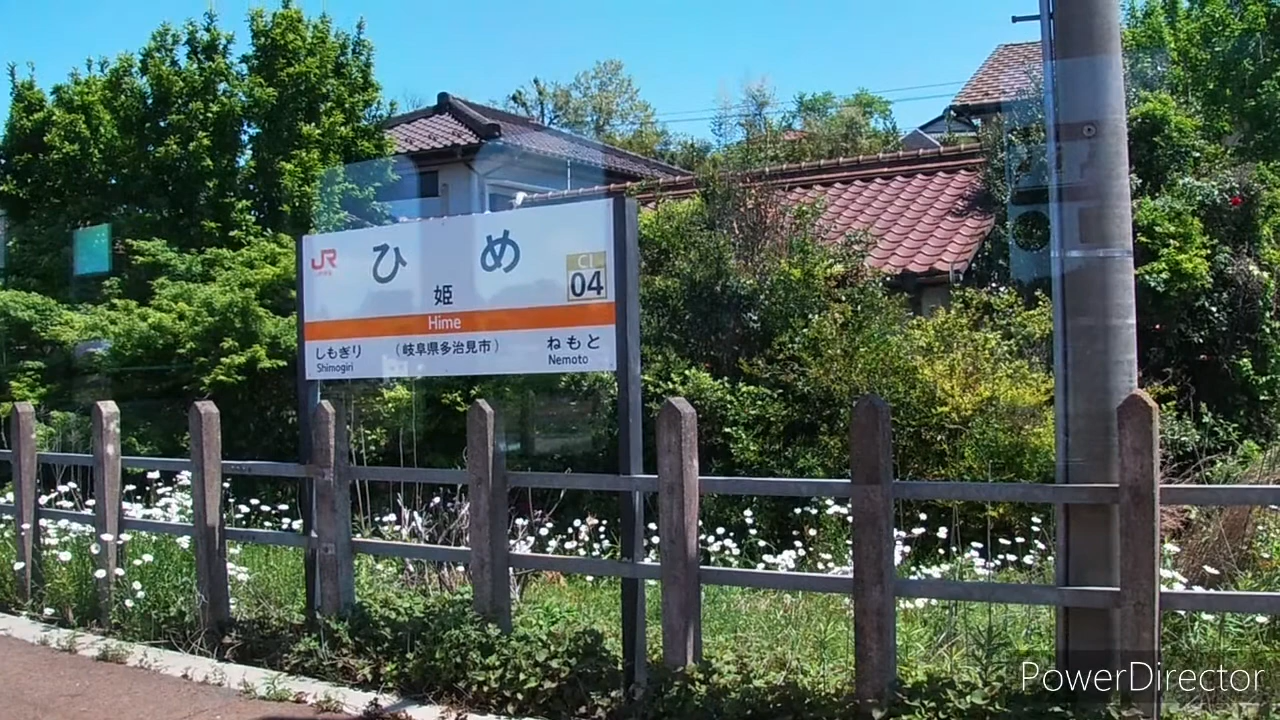 JR
ひめ
CI
04
姫
Hime
しもぎり
Shimogiri
(岐阜県多治見市)
ねもと
Nemoto
PowerDirector